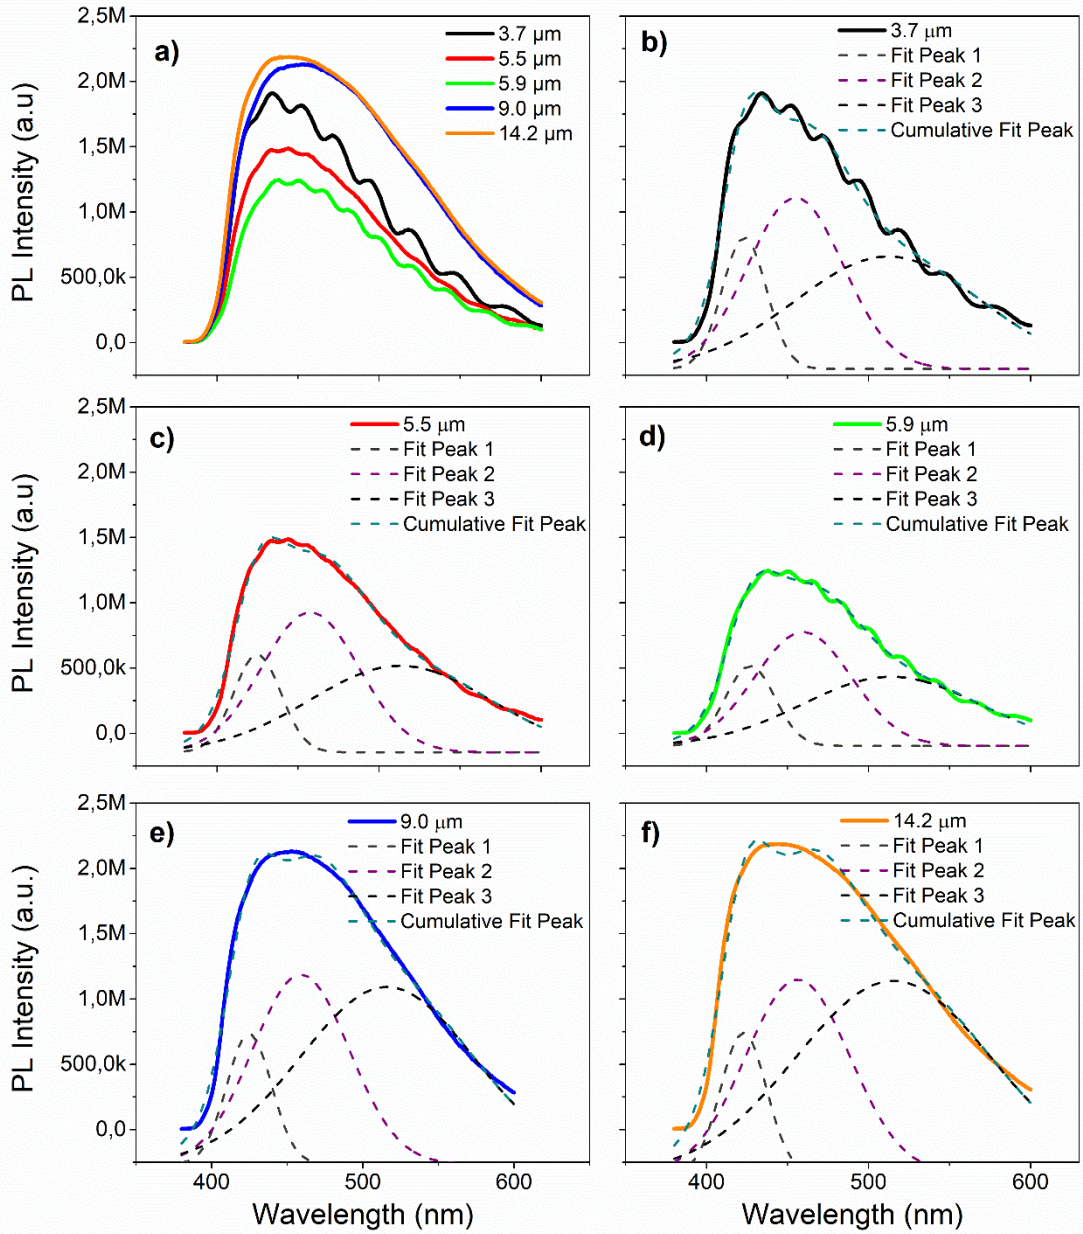 a)
2,5M
2,0M
1,5M
1,0M
500,0k
0,0
PL Intensity (a.u)
3.7 µm
5.5 µm
5.9 µm
9.0 µm
14.2 µm
b)
3.7 µm
Fit Peak 1
Fit Peak 2
Fit Peak 3
Cumulative Fit Peak
400
500
600
c)
2,5M
2,0M
1,5M
1,0M
500,0k
0,0
PL Intensity (a.u)
5.5 µm
Fit Peak 1
Fit Peak 2
Fit Peak 3
Cumulative Fit Peak
d)
5.9 µm
Fit Peak 1
Fit Peak 2
Fit Peak 3
Cumulative Fit Peak
400
500
600
e)
2,5M
2,0M
1,5M
1,0M
500,0k
0,0
PL Intensity (a.u.)
9.0 µm
Fit Peak 1
Fit Peak 2
Fit Peak 3
Cumulative Fit Peak
400
500
600
Wavelength (nm)
f)
14.2 µm
Fit Peak 1
Fit Peak 2
Fit Peak 3
Cumulative Fit Peak
400
500
600
Wavelength (nm)